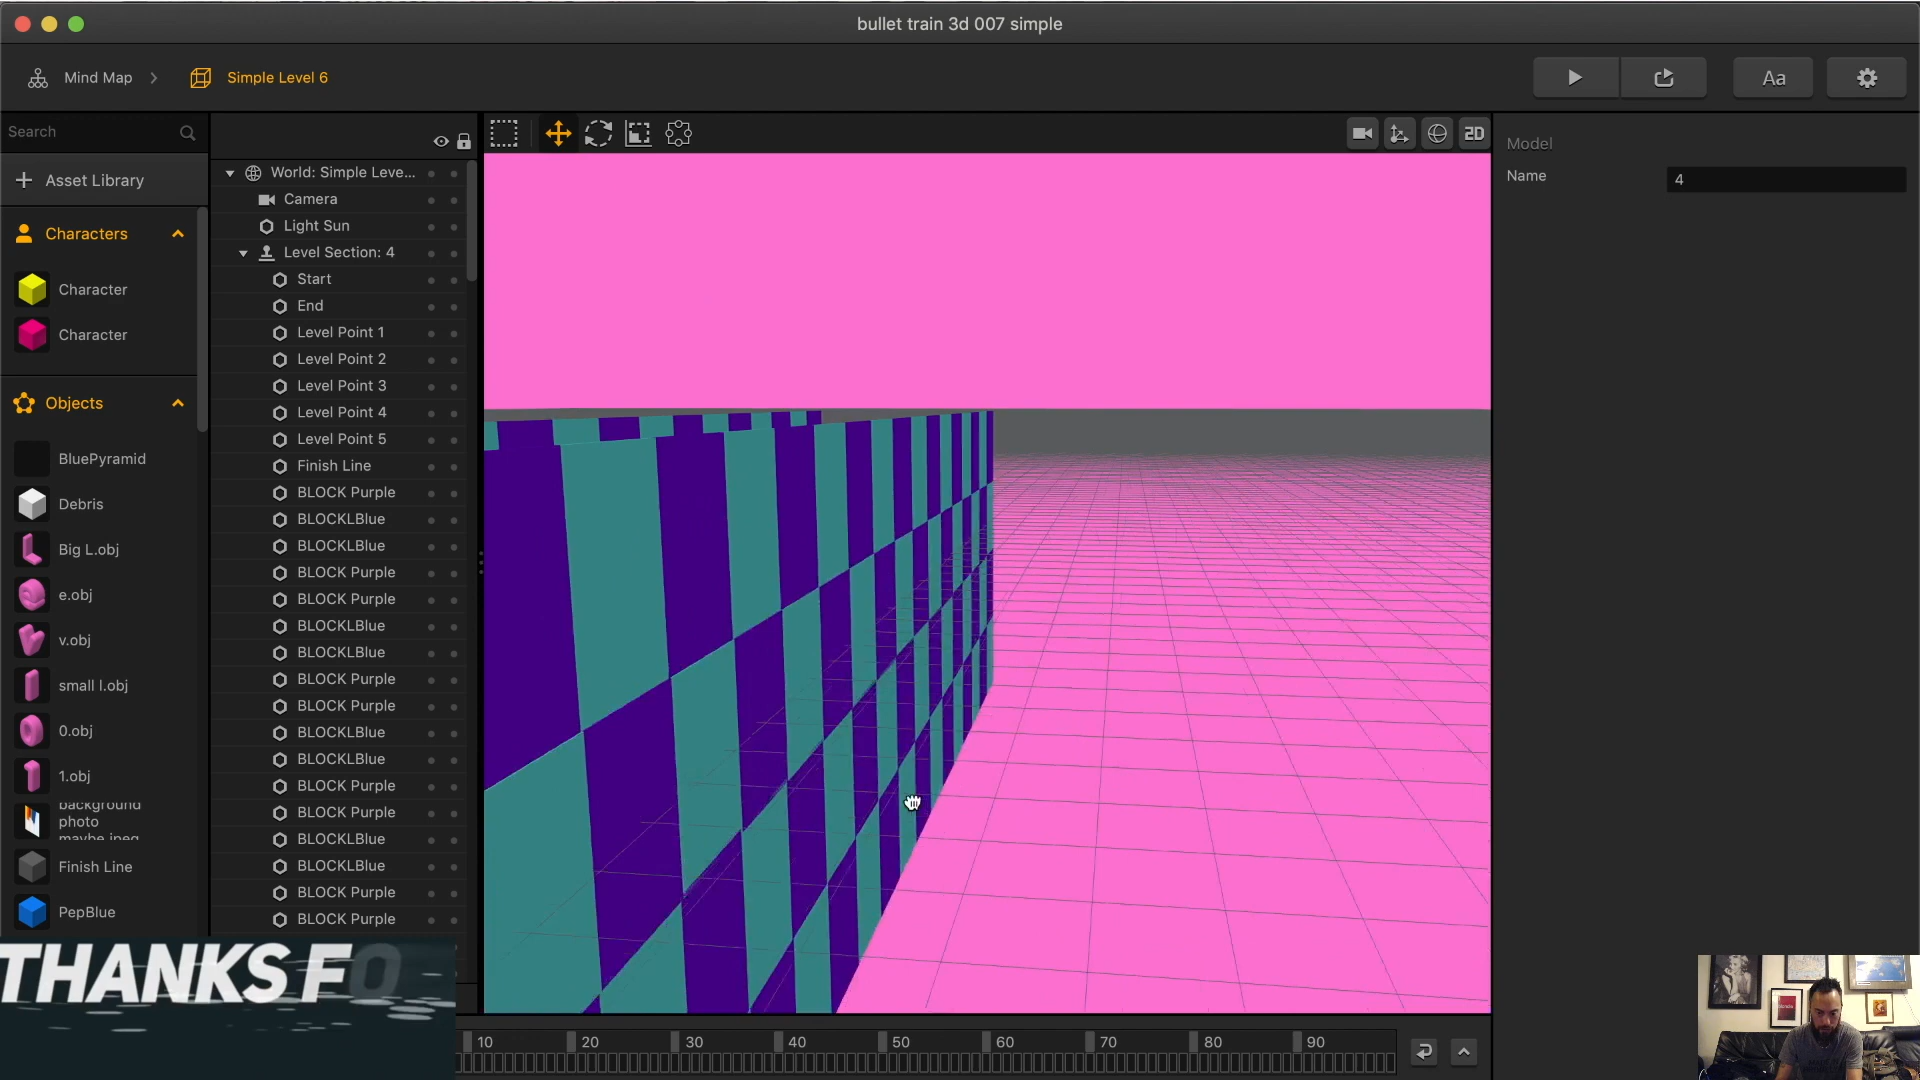 bullet train 3d 007 simple
Mind Map
Simple Level 6
Aa
Search
Asset Library
Characters
Character
Character
Objects
BluePyramid
Debris
Big L.obj
e.obj
v.obj
small l.obj
0.obj
1.obj
background
photo
maybe.jpeg
Finish Line
PepBlue
World: Simple Leve...
Camera
Light Sun
Level Section: 4
Start
End
Level Point 1
Level Point 2
Level Point 3
Level Point 4
Level Point 5
Finish Line
BLOCK Purple
BLOCKLBlue
BLOCKLBlue
BLOCK Purple
BLOCK Purple
BLOCKLBlue
BLOCKLBlue
BLOCK Purple
BLOCK Purple
BLOCKLBlue
BLOCKLBlue
BLOCK Purple
BLOCK Purple
BLOCKLBlue
BLOCKLBlue
BLOCK Purple
BLOCK Purple
2D
Model
Name 4
THANKS FO
10 20 30 40 50 60 70 80 90